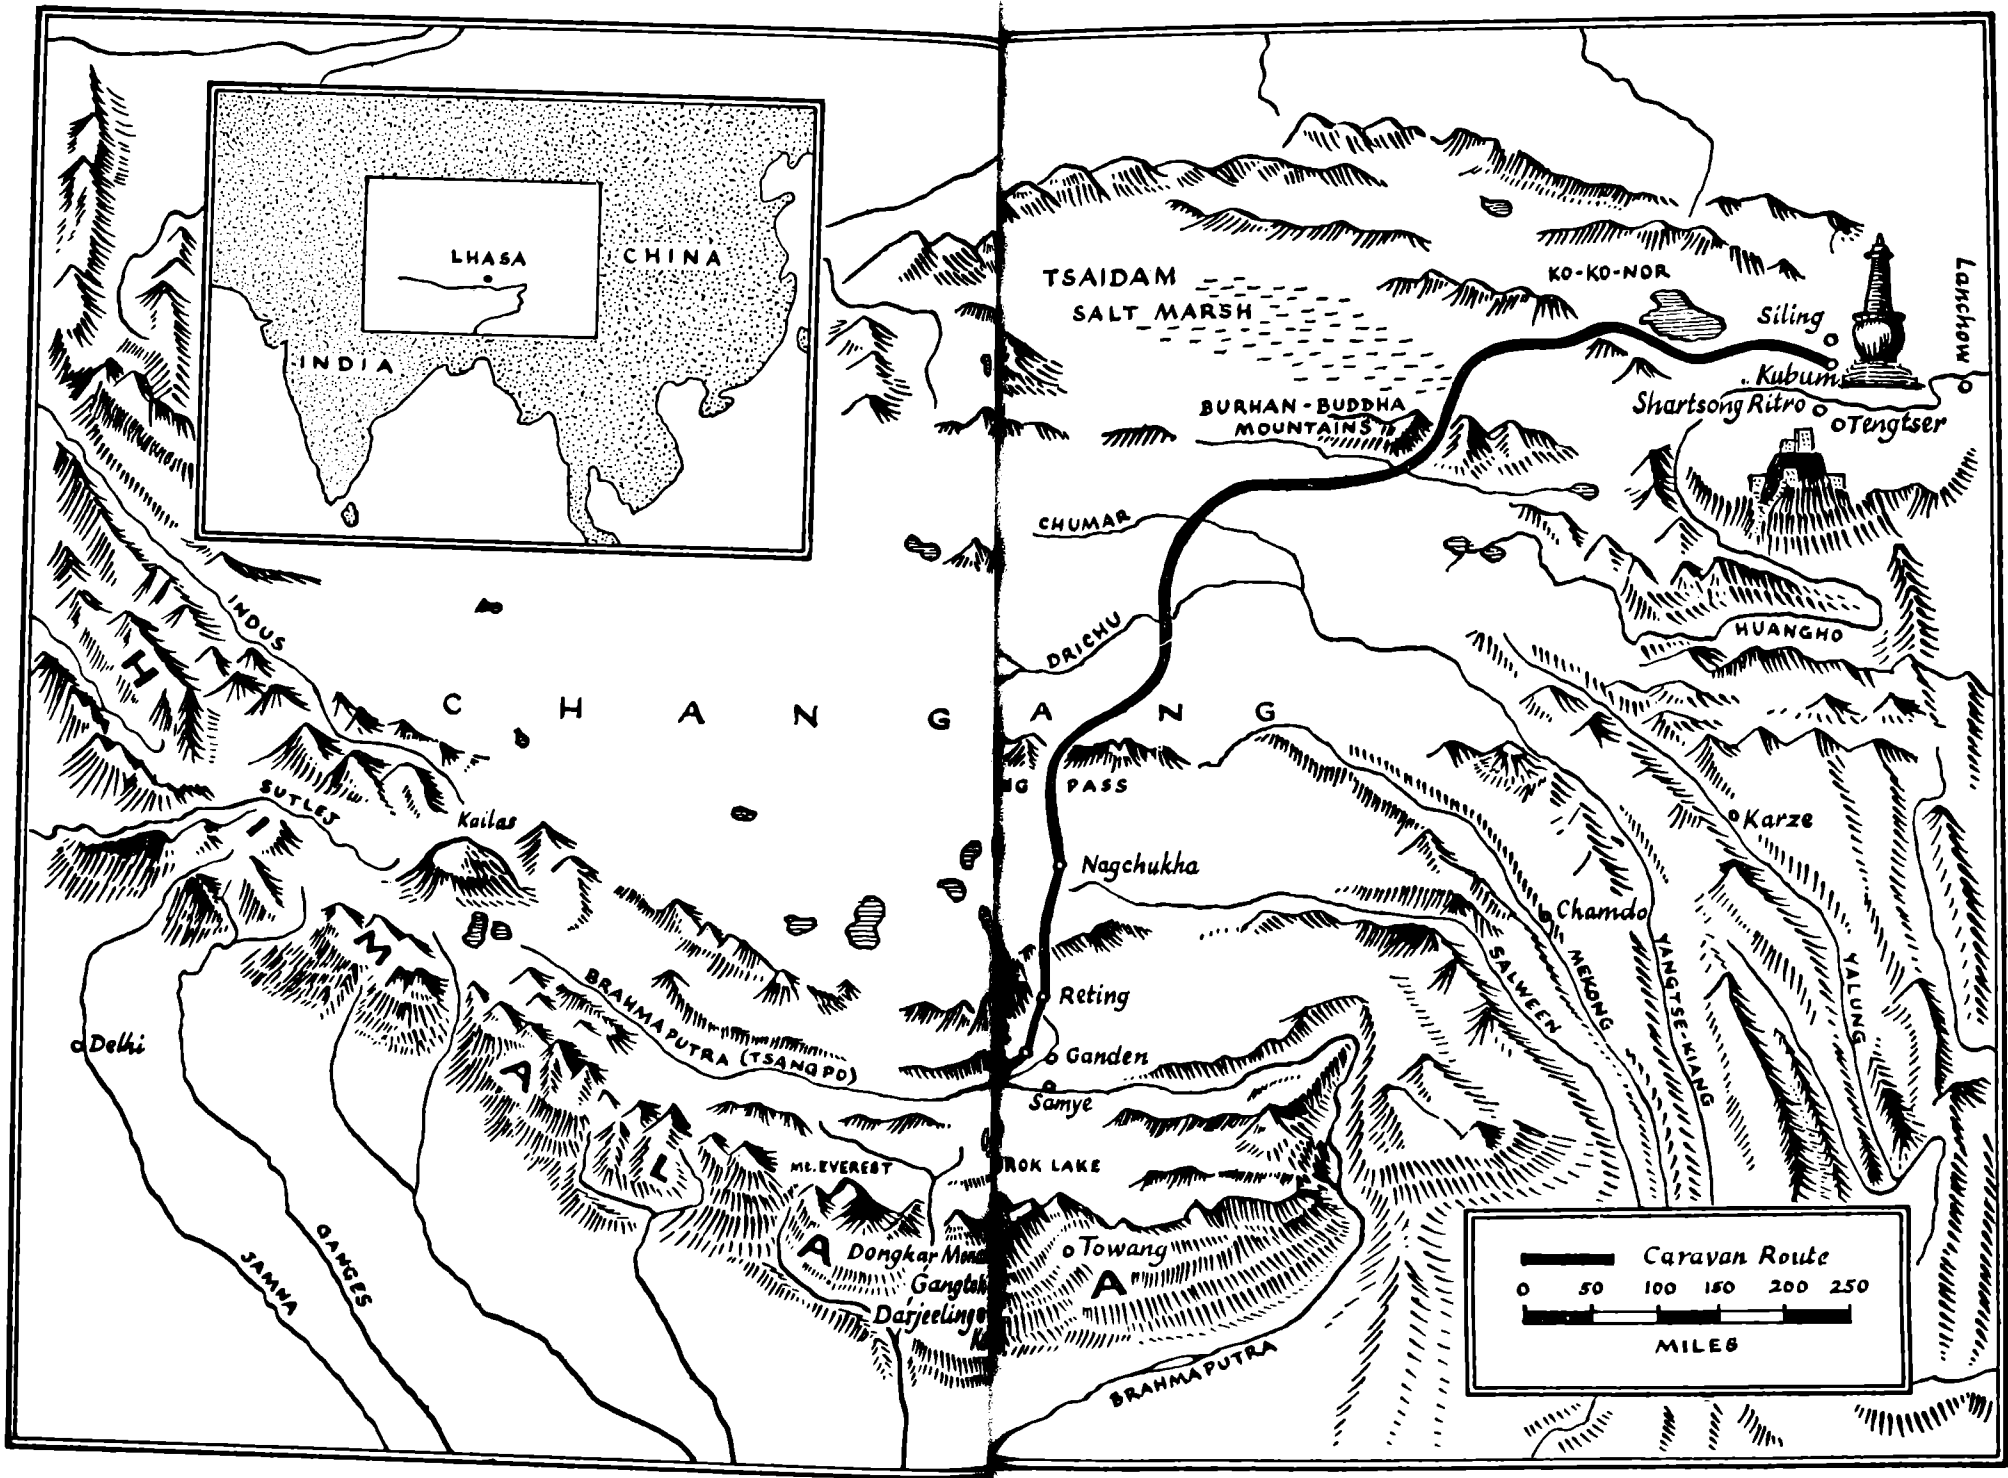 LHASA
CHINA
INDIA
TSAIDAM
SALT MARSH
KO-KO-NOR
Siling
Lanchow
Kubum
Shartsong Ritro
Tengtser
BURHAN-BUDDHA
MOUNTAINS
CHUMAR
DRICHU
HUANGHO
INDUS
CHANG ANG
PASS
SUTLEJ
Kailas
Nagchukha
Karze
Chamdo
HIMALAYA
BRAHMAPUTRA (TSANGPO)
Reting
Ganden
Samye
SALWEEN
MEKONG
YANGTSE-KIANG
YALUNG
Delhi
Mt. EVEREST
ROK LAKE
Dongkar
Towang
Gangtok
Darjeeling
GANGES
JAMNA
BRAHMAPUTRA
Caravan Route
0 50 100 150 200 250
MILES